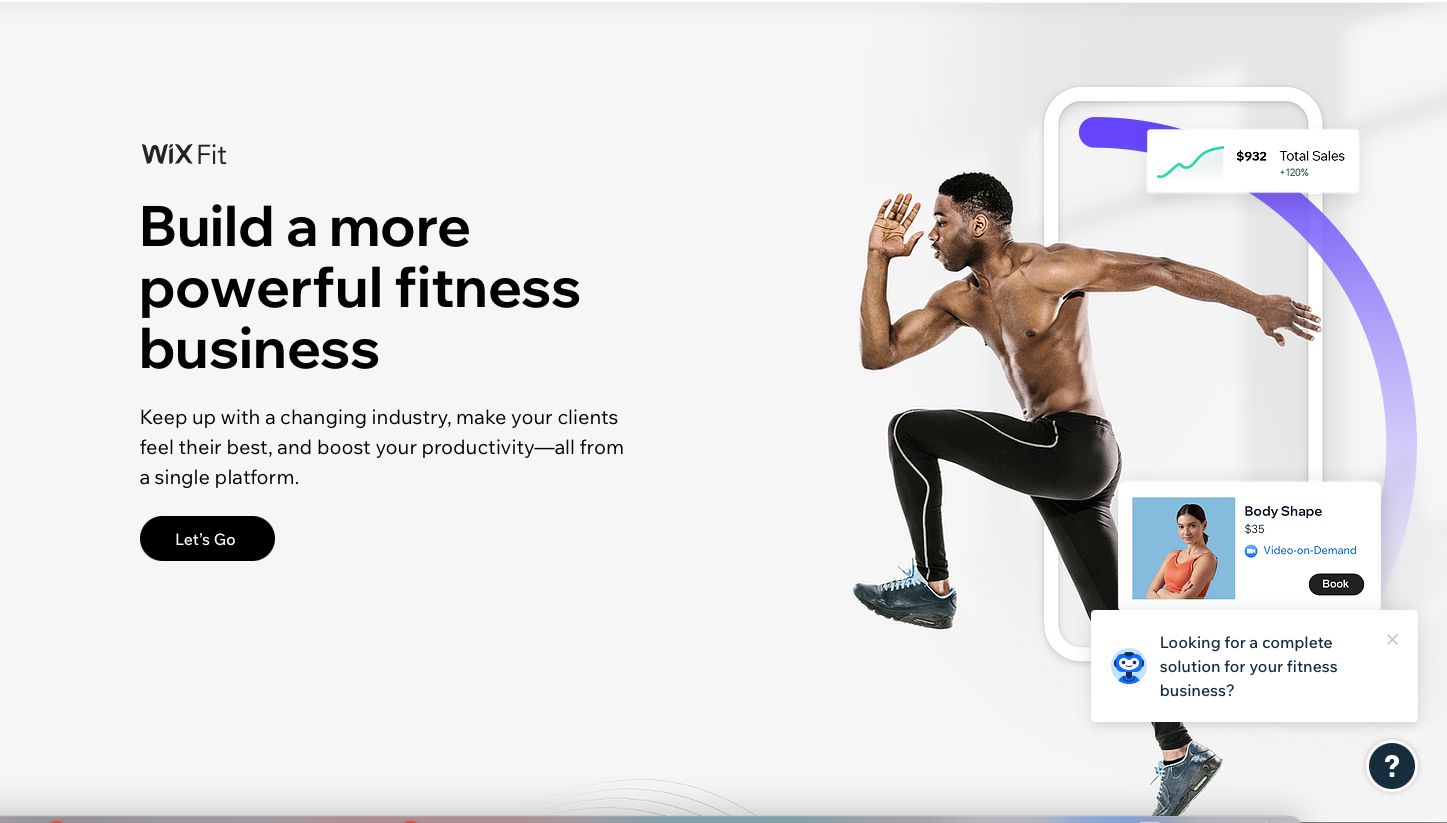 WiX Fit
Build a more
powerful fitness
business
Keep up with a changing industry, make your clients
feel their best, and boost your productivity—all from
a single platform.
Let's Go
$932 Total Sales
+120%
Body Shape
$35
Video-on-Demand
Book
Looking for a complete
solution for your fitness
business?
?